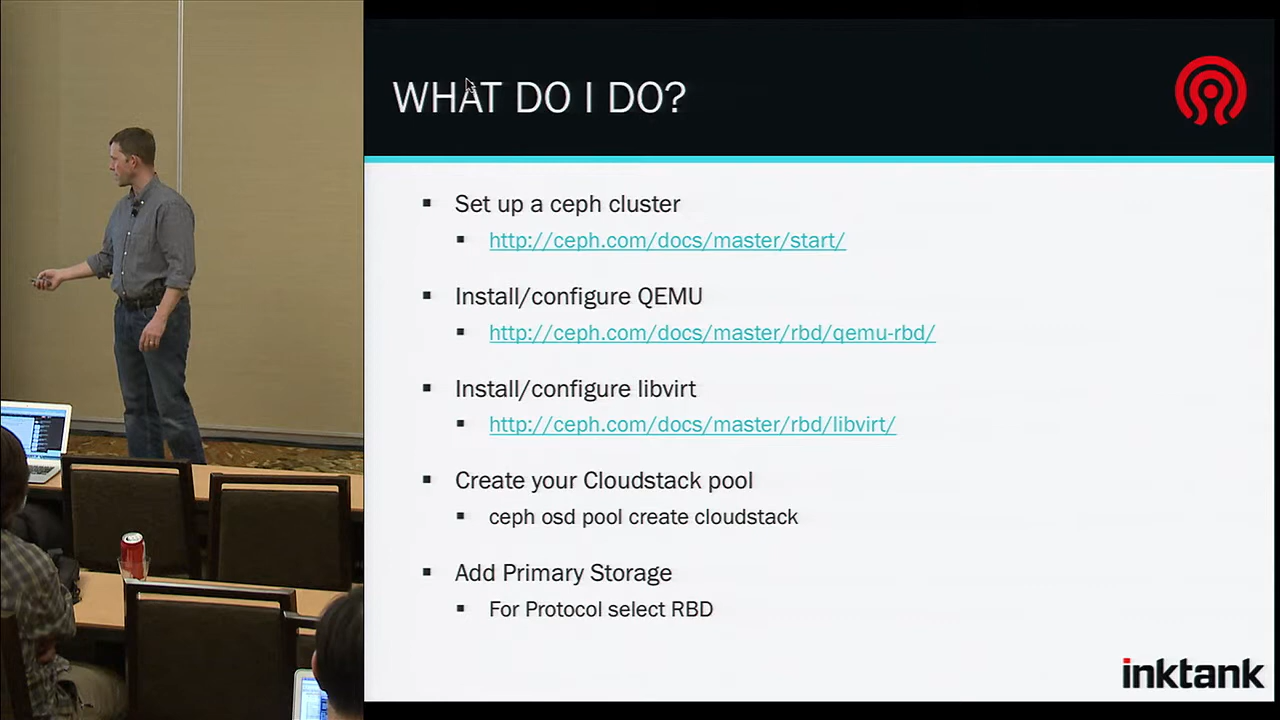 WHAT DO I DO?
Set up a ceph cluster
http://ceph.com/docs/master/start/
Install/configure QEMU
http://ceph.com/docs/master/rbd/qemu-rbd/
Install/configure libvirt
http://ceph.com/docs/master/rbd/libvirt/
Create your Cloudstack pool
ceph osd pool create cloudstack
Add Primary Storage
For Protocol select RBD
inktank